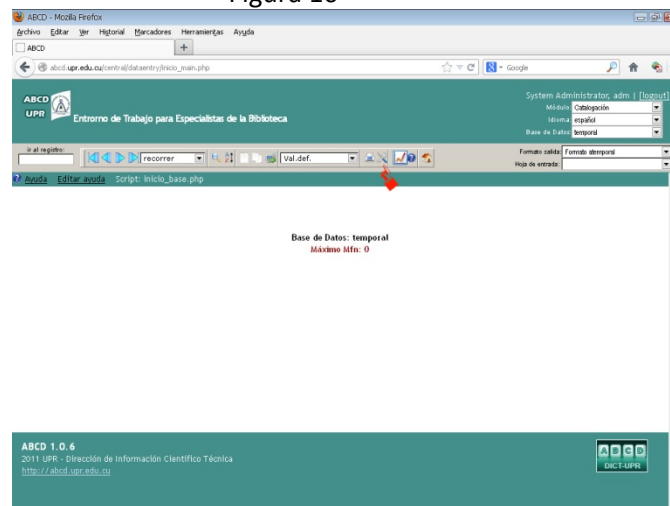 Figura 10
ABCD - Mozilla Firefox
Archivo Editar Ver Historial Marcadores Herramientas Ayuda
ABCD
abcd.upr.edu.cu/central/dataentry/inicio_main.php
Google
System Administrator, adm | [logout]
ABCD
UPR
Entrorno de Trabajo para Especialistas de la Biblioteca
Módulo: Catalogación
Idioma: español
Base de Datos: temporal
ir al registro:
recorrer
Val.def.
Formato salida: Formato atemporal
Hoja de entrada:
Ayuda Editar ayuda Script: inicio_base.php
Base de Datos: temporal
Máximo Mfn: 0
ABCD 1.0.6
2011 UPR - Dirección de Información Científico Técnica
http://abcd.upr.edu.cu
ABCD
DICT-UPR